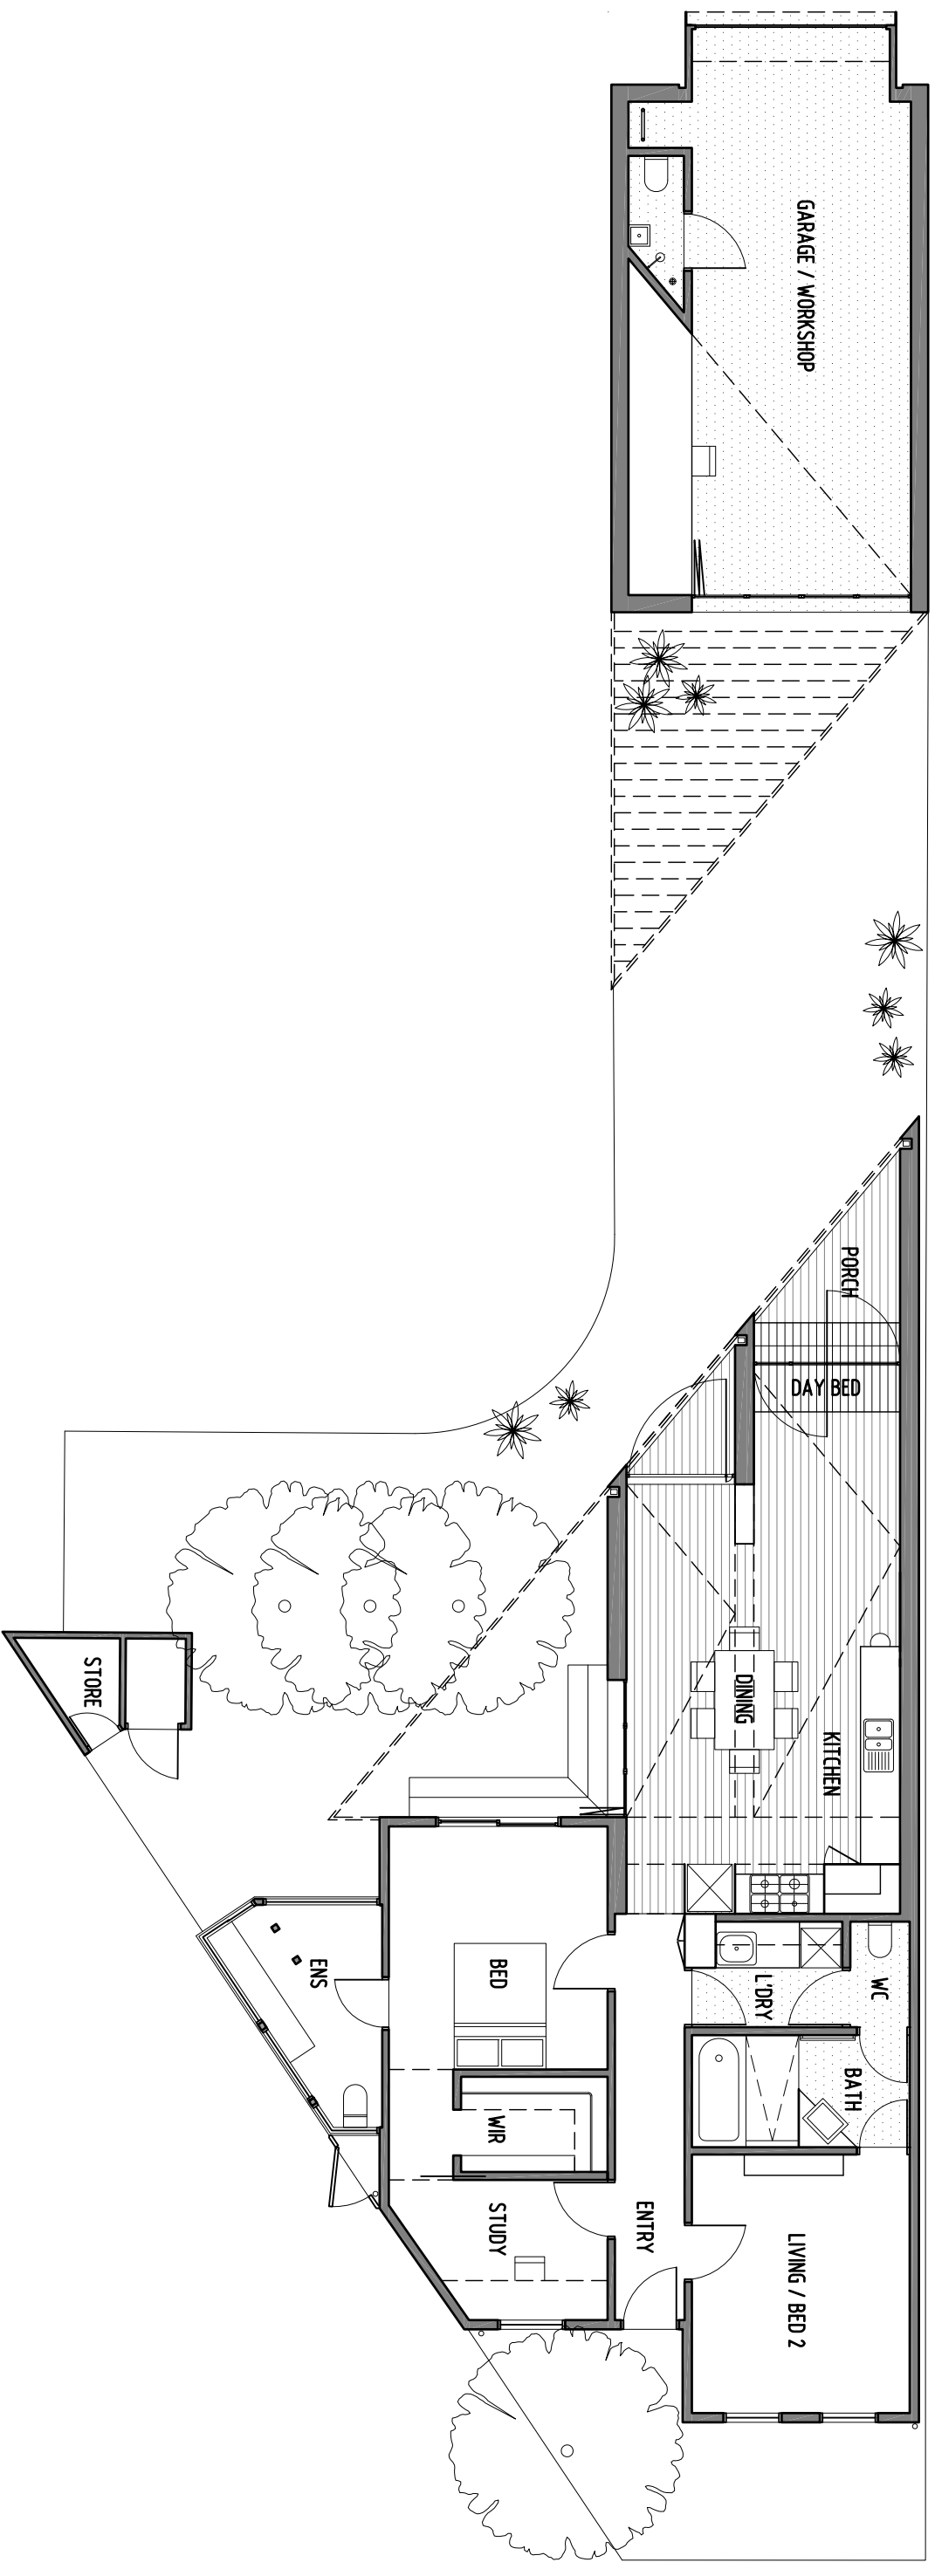 GARAGE / WORKSHOP
PORCH
DAY BED
DINING
KITCHEN
STORE
ENS
BED
L'DRY
WC
BATH
WIR
STUDY
ENTRY
LIVING / BED 2